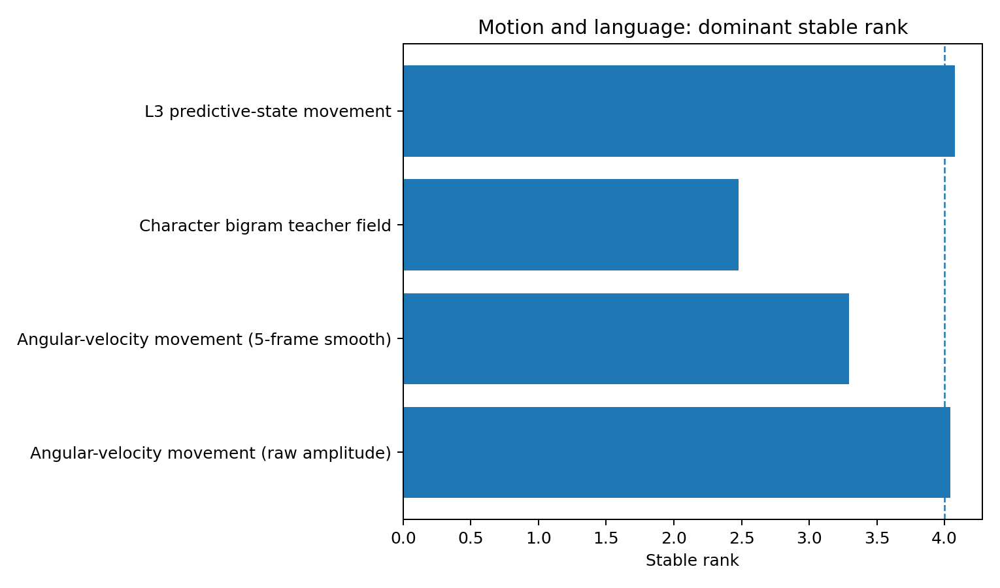 Motion and language: dominant stable rank
L3 predictive-state movement
Character bigram teacher field
Angular-velocity movement (5-frame smooth)
Angular-velocity movement (raw amplitude)
0.0 0.5 1.0 1.5 2.0 2.5 3.0 3.5 4.0
Stable rank